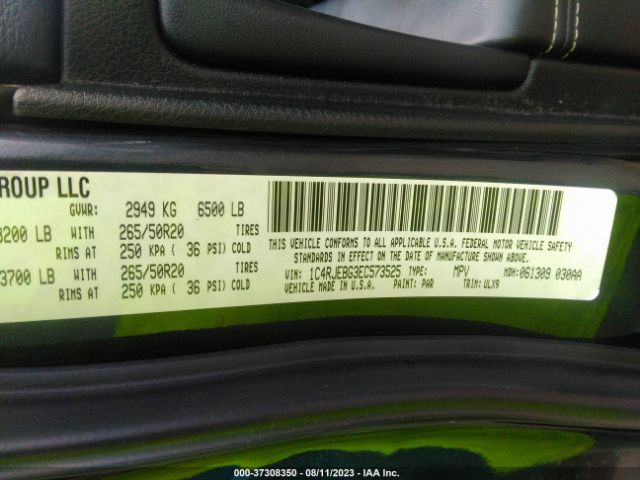 GROUP LLC
GVWR: 2949 KG 6500 LB
3200 LB WITH 265/50R20 TIRES
RIMS AT 250 KPA ( 36 PSI) COLD
3700 LB WITH 265/50R20 TIRES
RIMS AT 250 KPA ( 36 PSI) COLD
THIS VEHICLE CONFORMS TO ALL APPLICABLE U.S.A. FEDERAL MOTOR VEHICLE SAFETY
STANDARDS IN EFFECT ON THE DATE OF MANUFACTURE SHOWN ABOVE.
VIN: 1C4RJEBG3EC573525 TYPE: MPV MDH: 061309 030AA
VEHICLE MADE IN U.S.A. PAINT: PAR TRIM: ULX9
000-37308350 - 08/11/2023 - IAA Inc.